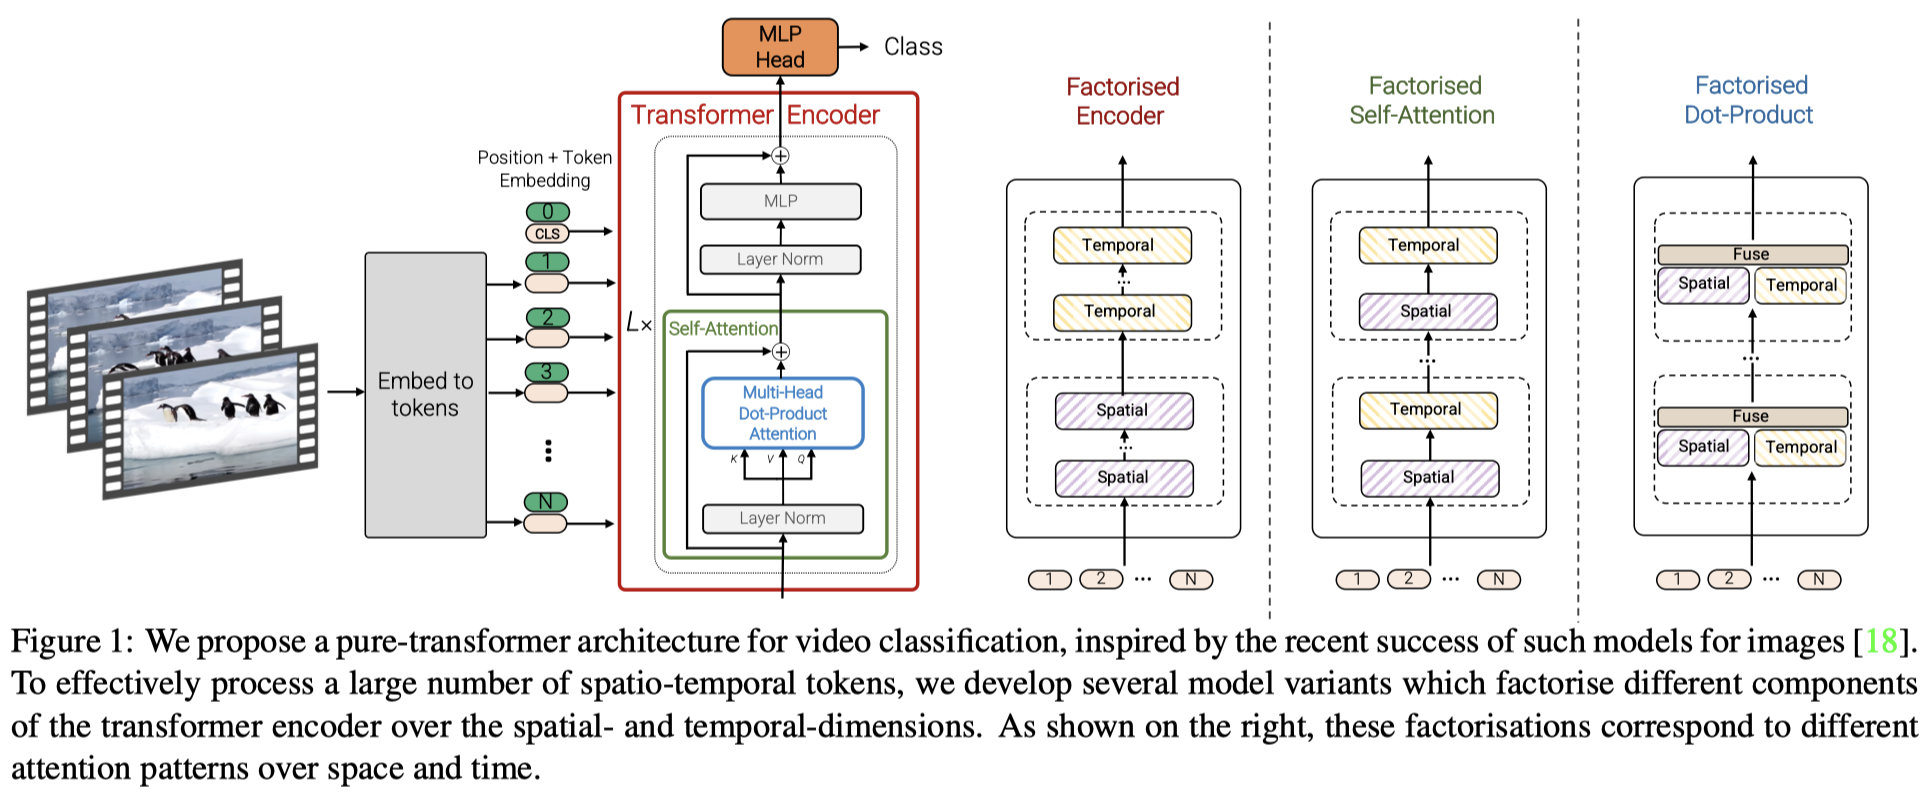 MLP
Head
Class
Transformer Encoder
Position + Token
Embedding
0
CLS
1
2
3
N
Embed to
tokens
L×
MLP
Layer Norm
Self-Attention
Multi-Head
Dot-Product
Attention
K V Q
Layer Norm
Factorised
Encoder
Temporal
...
Temporal
Spatial
...
Spatial
1 2 ... N
Factorised
Self-Attention
Temporal
Spatial
...
Temporal
Spatial
1 2 ... N
Factorised
Dot-Product
Fuse
Spatial Temporal
...
Fuse
Spatial Temporal
1 2 ... N
Figure 1: We propose a pure-transformer architecture for video classification, inspired by the recent success of such models for images [18].
To effectively process a large number of spatio-temporal tokens, we develop several model variants which factorise different components
of the transformer encoder over the spatial- and temporal-dimensions. As shown on the right, these factorisations correspond to different
attention patterns over space and time.